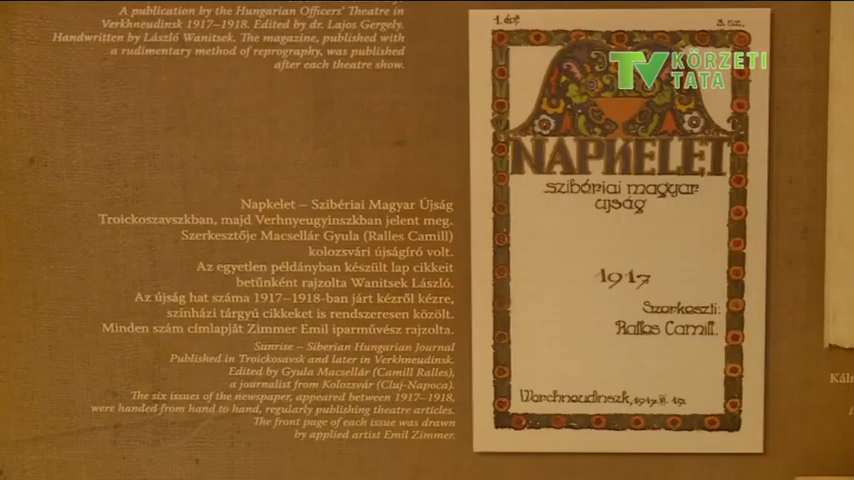 A publication by the Hungarian Officers' Theatre in
Verkhneudinsk 1917–1918. Edited by dr. Lajos Gergely.
Handwritten by László Wanitsek. The magazine, published with
a rudimentary method of reprography, was published
after each theatre show.
Napkelet – Szibériai Magyar Újság
Troickoszavszkban, majd Verhnyeugyinszkban jelent meg.
Szerkesztője Macsellár Gyula (Ralles Camill)
kolozsvári újságíró volt.
Az egyetlen példányban készült lap cikkeit
betűnként rajzolta Wanitsek László.
Az újság hat száma 1917–1918-ban járt kézről kézre,
színházi tárgyú cikkeket is rendszeresen közölt.
Minden szám címlapját Zimmer Emil iparművész rajzolta.
Sunrise – Siberian Hungarian Journal
Published in Troickosavsk and later in Verkhneudinsk.
Edited by Gyula Macsellár (Camill Ralles),
a journalist from Kolozsvár (Cluj-Napoca).
The six issues of the newspaper, appeared between 1917–1918,
were handed from hand to hand, regularly publishing theatre articles.
The front page of each issue was drawn
by applied artist Emil Zimmer.
1. évf. 3. sz.
NAPKELET
szibériai magyar
ujság
1917
Szerkeszti:
Ralles Camill.
Werchneudinszk, 1917. VI. 19.
TV KÖRZETI
TATA